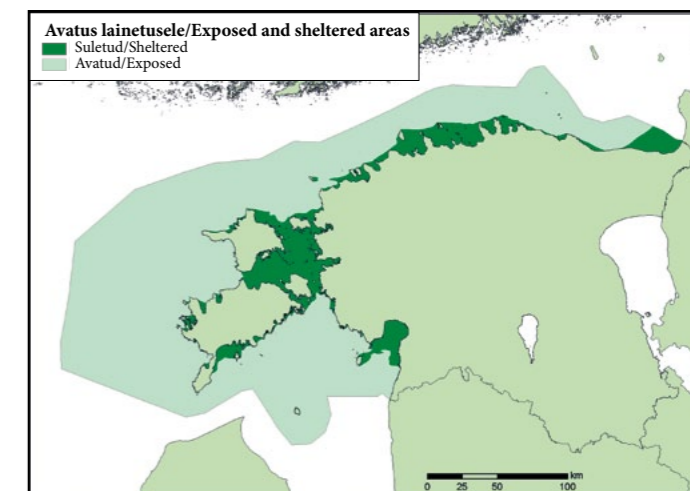 Avatus lainetusele/Exposed and sheltered areas
Suletud/Sheltered
Avatud/Exposed
km
0 25 50 100